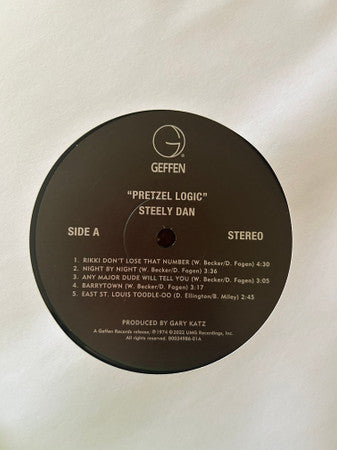 G
GEFFEN
"PRETZEL LOGIC"
STEELY DAN
SIDE A
STEREO
1. RIKKI DON'T LOSE THAT NUMBER (W. Becker/D. Fagen) 4:30
2. NIGHT BY NIGHT (W. Becker/D. Fagen) 3:36
3. ANY MAJOR DUDE WILL TELL YOU (W. Becker/D. Fagen) 3:05
4. BARRYTOWN (W. Becker/D. Fagen) 3:17
5. EAST ST. LOUIS TOODLE-OO (D. Ellington/B. Miley) 2:45
PRODUCED BY GARY KATZ
A Geffen Records release; ℗ 1974 © 2022 UMG Recordings, Inc.
All rights reserved. B0034986-01A